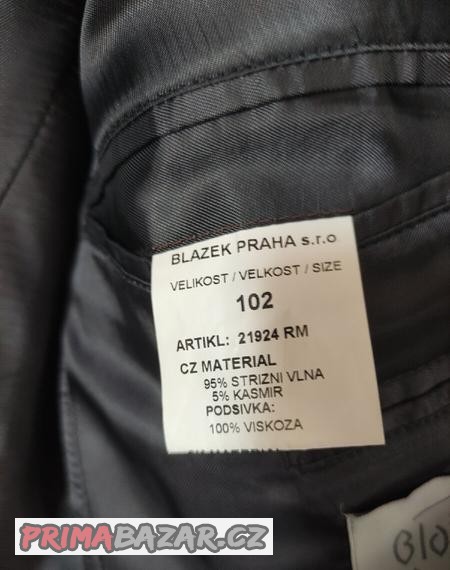 BLAZEK PRAHA s.r.o
VELIKOST / VELKOST / SIZE
102
ARTIKL: 21924 RM
CZ MATERIAL
95% STRIZNI VLNA
5% KASMIR
PODSIVKA:
100% VISKOZA
PRIMABAZAR.CZ